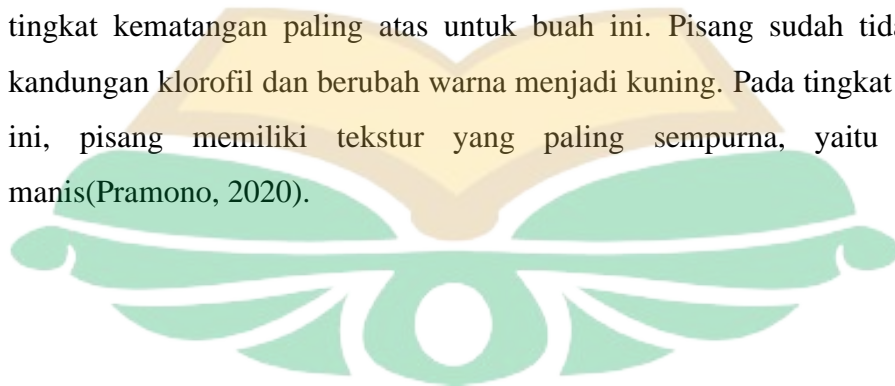 tingkat kematangan paling atas untuk buah ini. Pisang sudah
kandungan klorofil dan berubah warna menjadi kuning. Pada tingkat
ini, pisang memiliki tekstur yang paling sempurna, yaitu
manis(Pramono, 2020).